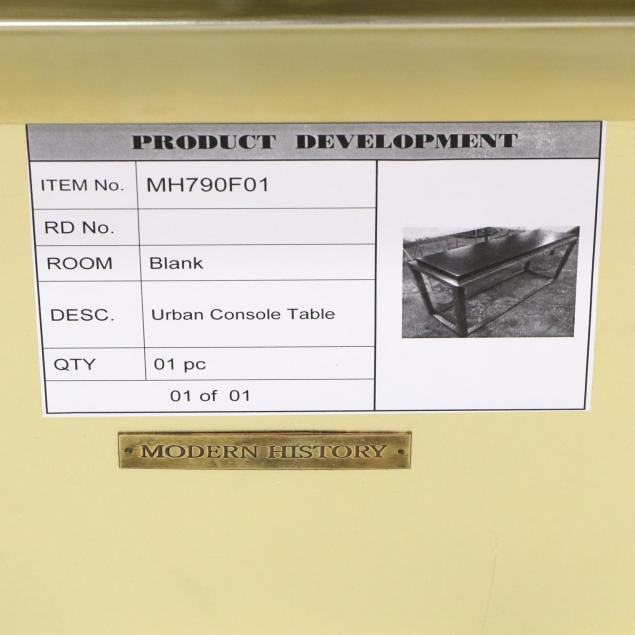 PRODUCT DEVELOPMENT
ITEM No. MH790F01
RD No.
ROOM Blank
DESC. Urban Console Table
QTY 01 pc
01 of 01
MODERN HISTORY